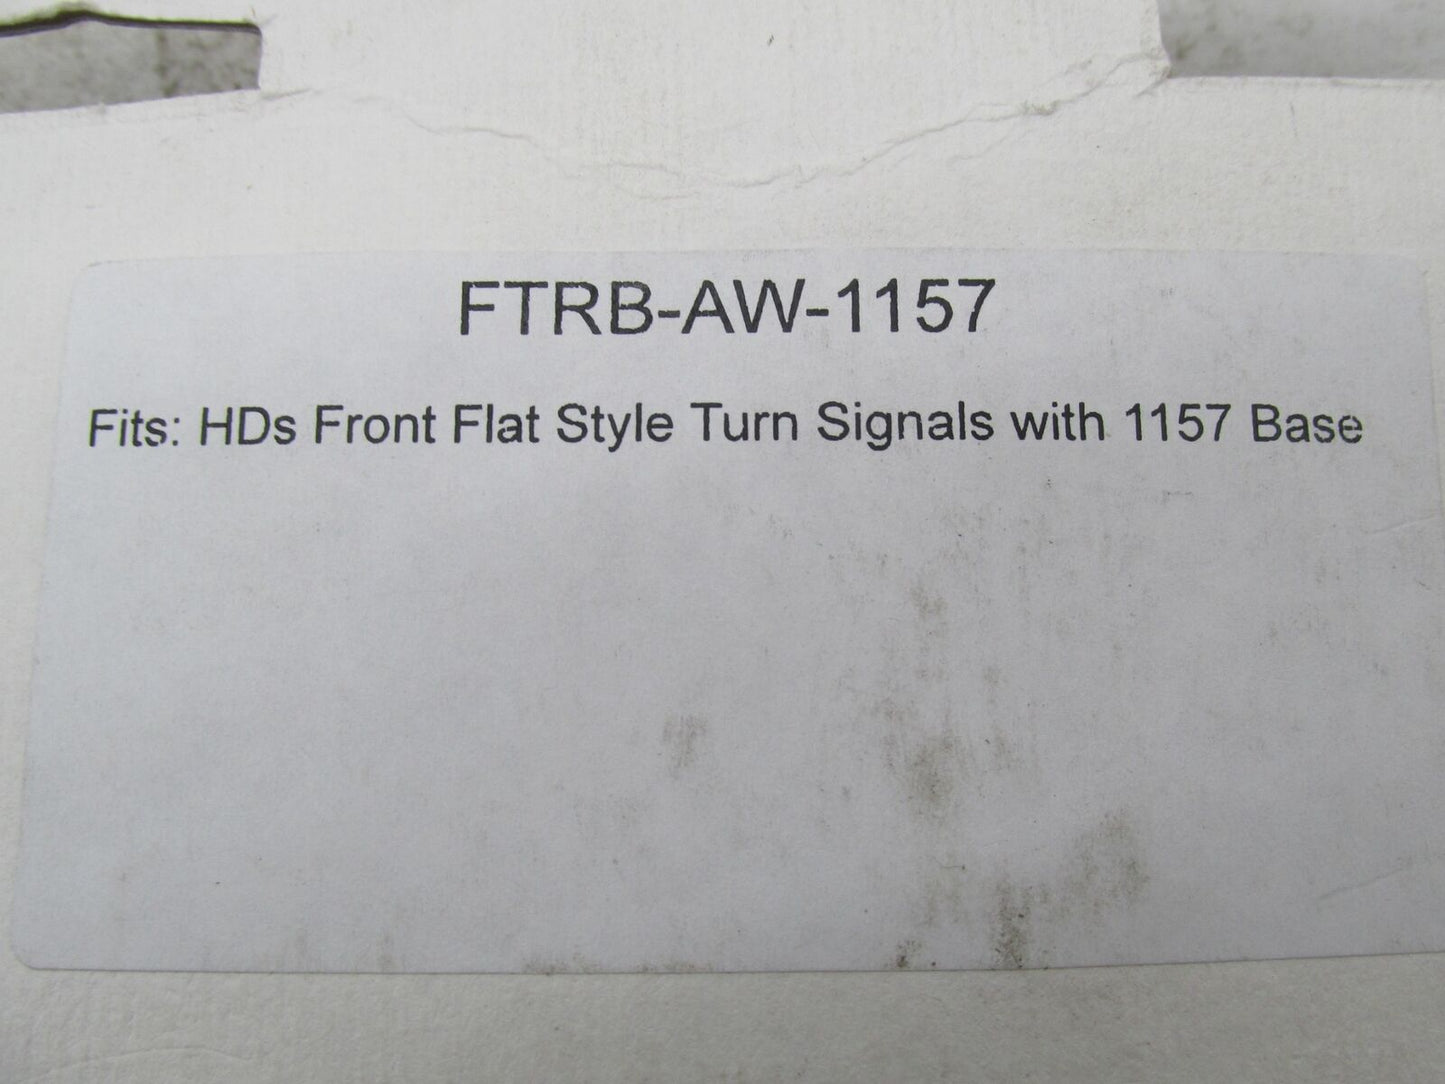 FTRB-AW-1157
Fits: HDs Front Flat Style Turn Signals with 1157 Base